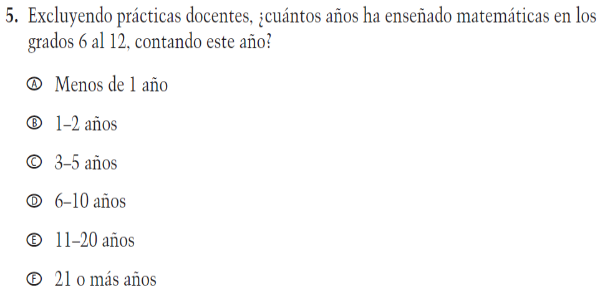 5. Excluyendo prácticas docentes, ¿cuántos años ha enseñado matemáticas en los
grados 6 al 12, contando este año?
Ⓐ Menos de 1 año
Ⓑ 1–2 años
Ⓒ 3–5 años
Ⓓ 6–10 años
Ⓔ 11–20 años
Ⓕ 21 o más años